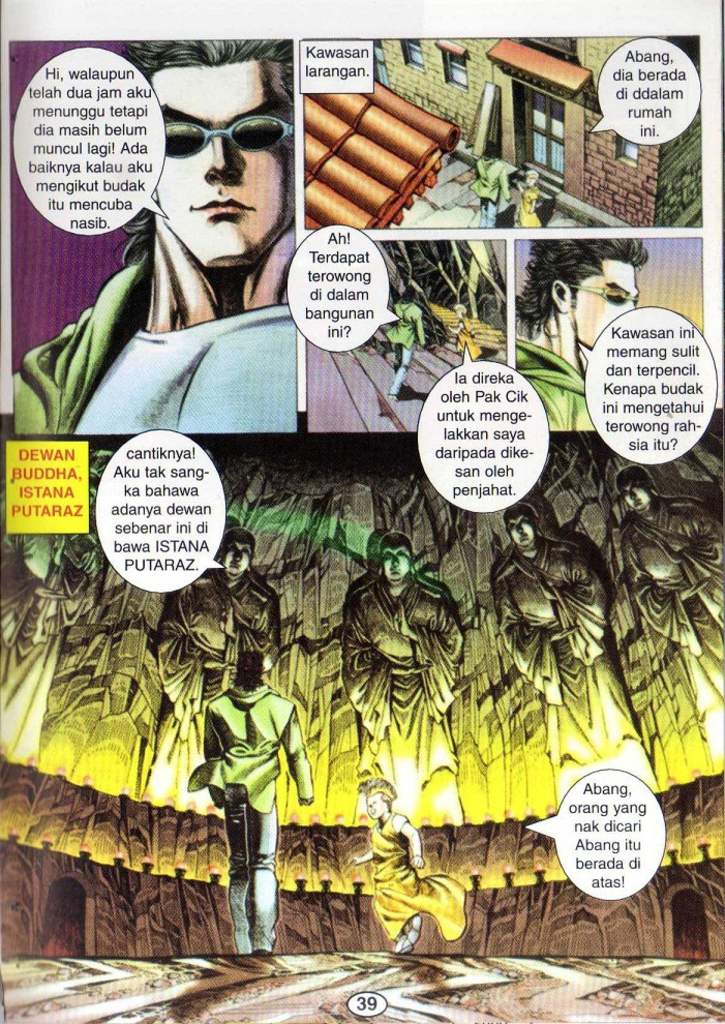 Hi, walaupun
telah dua jam aku
menunggu tetapi
dia masih belum
muncul lagi! Ada
baiknya kalau aku
mengikut budak
itu mencuba
nasib.
Kawasan
larangan.
Abang,
dia berada
di ddalam
rumah
ini.
Ah!
Terdapat
terowong
di dalam
bangunan
ini?
Ia direka
oleh Pak Cik
untuk menge-
lakkan saya
daripada dike-
san oleh
penjahat.
Kawasan ini
memang sulit
dan terpencil.
Kenapa budak
ini mengetahui
terowong rah-
sia itu?
DEWAN
BUDDHA,
ISTANA
PUTARAZ
cantiknya!
Aku tak sang-
ka bahawa
adanya dewan
sebenar ini di
bawa ISTANA
PUTARAZ.
Abang,
orang yang
nak dicari
Abang itu
berada di
atas!
39